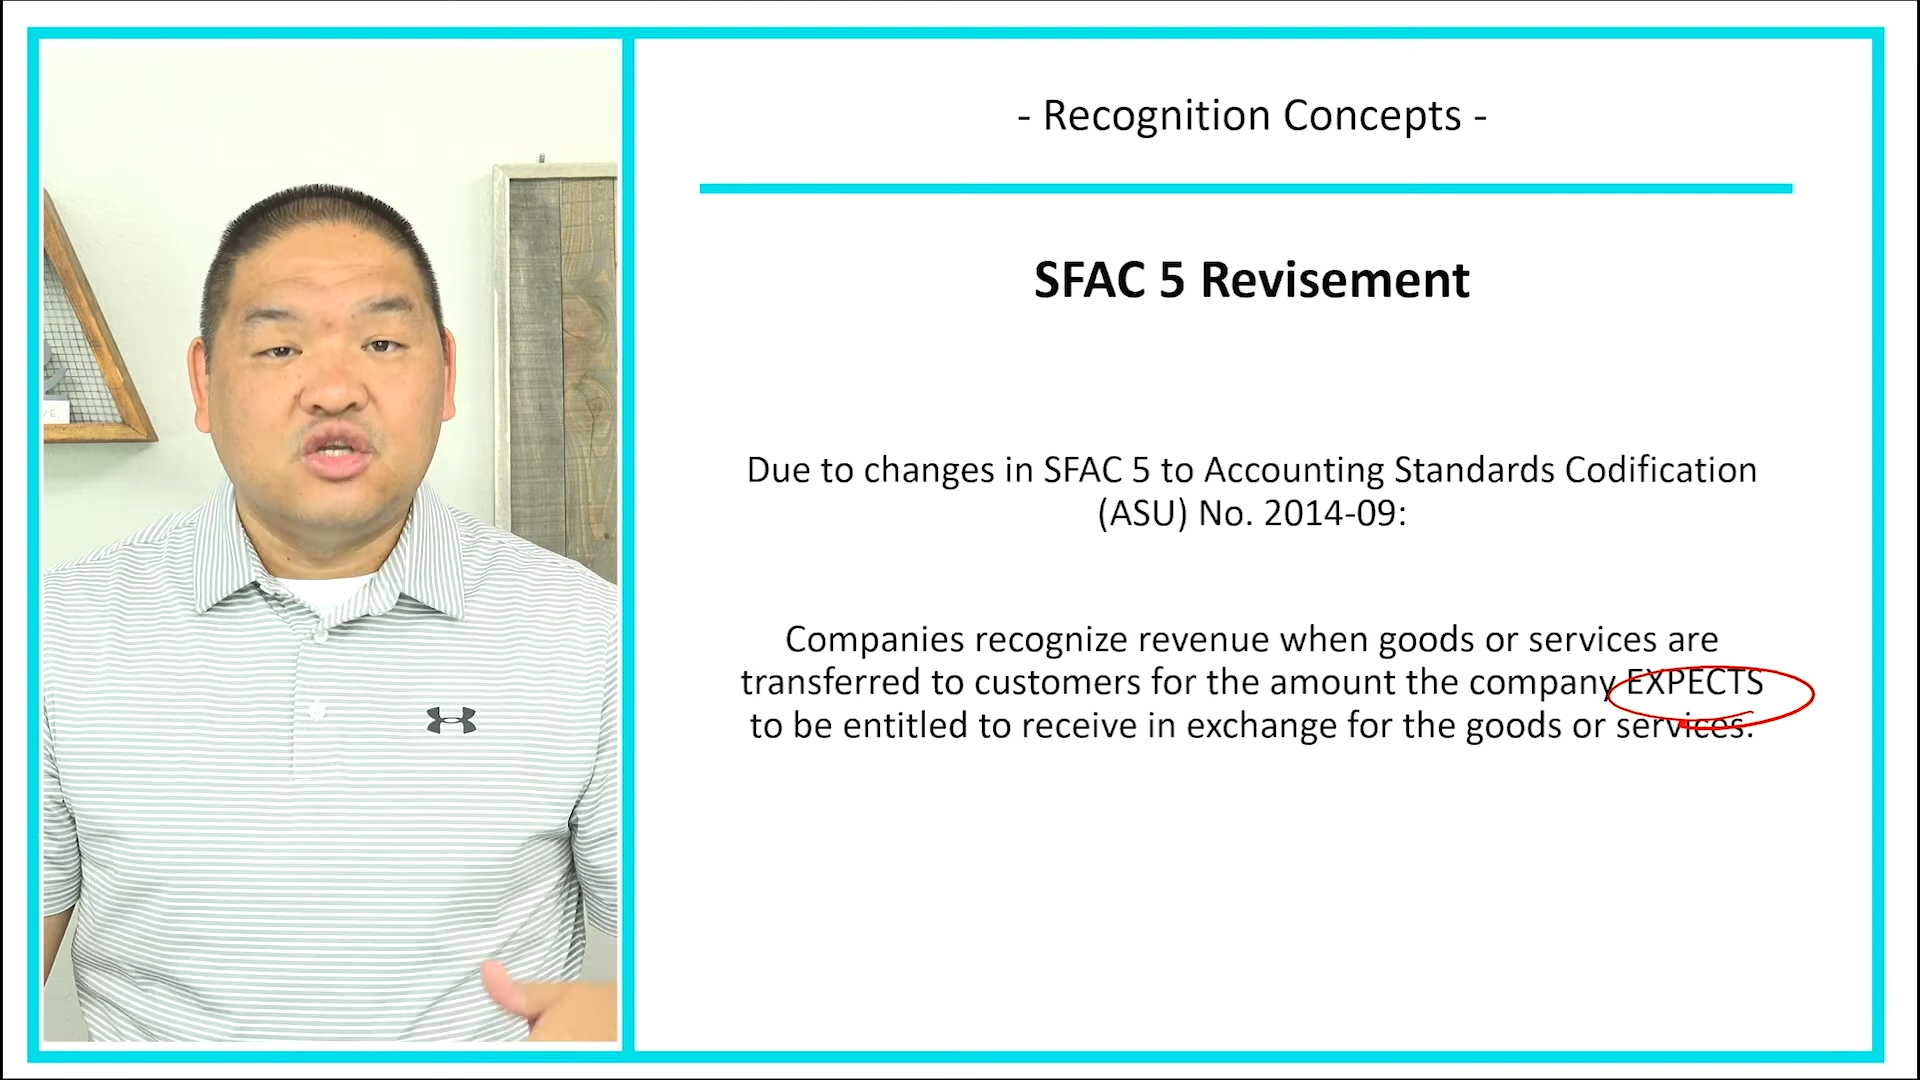 - Recognition Concepts -
SFAC 5 Revisement
Due to changes in SFAC 5 to Accounting Standards Codification
(ASU) No. 2014-09:
Companies recognize revenue when goods or services are
transferred to customers for the amount the company EXPECTS
to be entitled to receive in exchange for the goods or services.